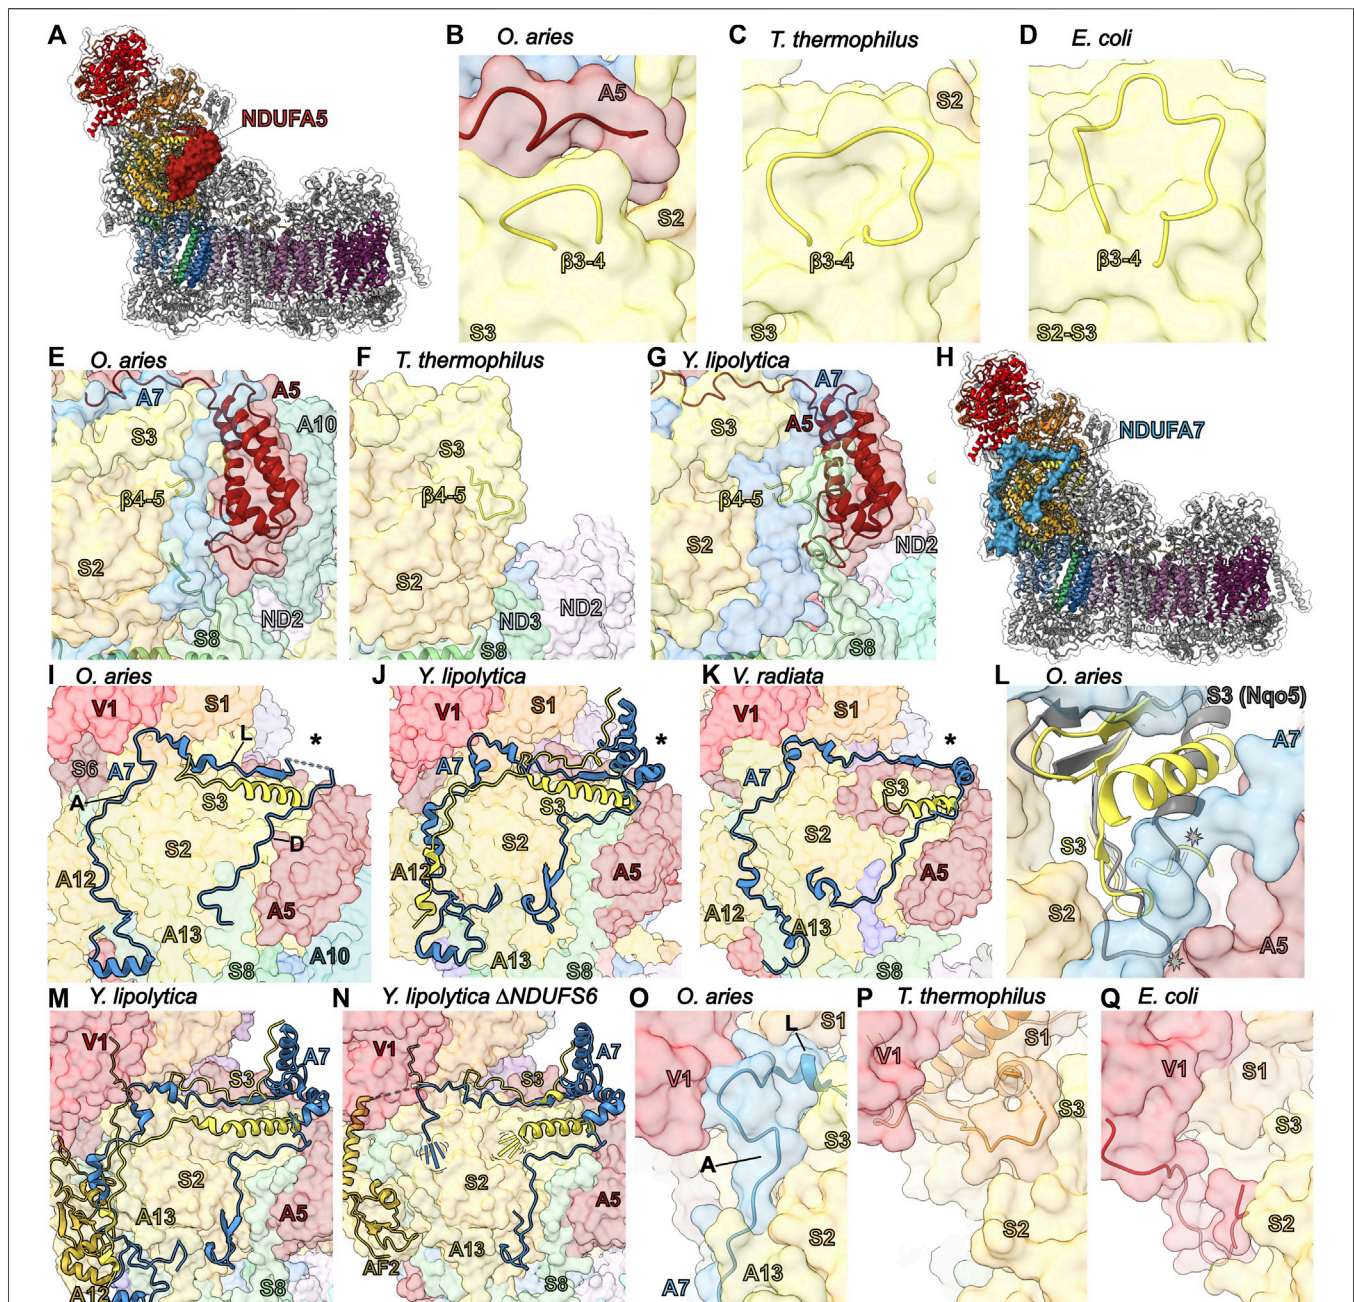 A
NDUFA5
B
O. aries
A5
S2
β3-4
S3
C
T. thermophilus
S2
β3-4
S3
D
E. coli
β3-4
S2-S3
E
O. aries
A7
A5
A10
S3
β4-5
S2
ND2
S8
F
T. thermophilus
S3
β4-5
S2
ND2
ND3
S8
G
Y. lipolytica
A7
A5
S3
β4-5
S2
ND2
S8
H
NDUFA7
I
O. aries
V1
S1
L
*
S6
A7
A
S3
S2
D
A12
A5
A13
A10
S8
J
Y. lipolytica
V1
S1
*
A7
S3
S2
A12
A5
A13
S8
K
V. radiata
V1
S1
*
A7
S3
S2
A5
A12
A13
S8
L
O. aries
S3 (Nqo5)
A7
S3
S2
A5
M
Y. lipolytica
V1
A7
S3
S2
A13
A5
S8
A12
N
Y. lipolytica ΔNDUFS6
V1
A7
S3
S2
A5
A13
AF2
S8
O
O. aries
L
S1
V1
S3
A
S2
A13
A7
P
T. thermophilus
S1
V1
S3
S2
Q
E. coli
V1
S1
S3
S2